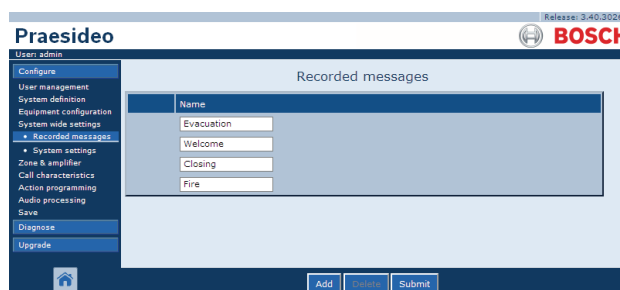 Release: 3.40.3026
Praesideo
BOSCH
User: admin
Configure
User management
System definition
Equipment configuration
System wide settings
• Recorded messages
• System settings
Zone & amplifier
Call characteristics
Action programming
Audio processing
Save
Diagnose
Upgrade
Recorded messages
Name
Evacuation
Welcome
Closing
Fire
Add Delete Submit